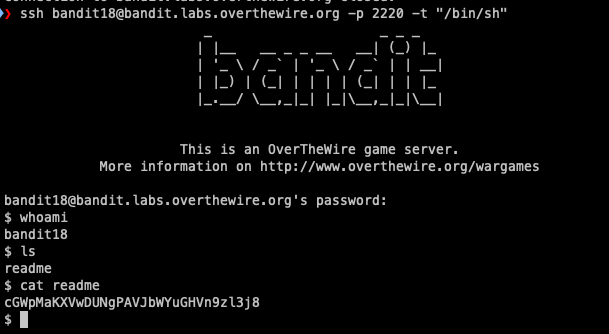 ❯ ssh bandit18@bandit.labs.overthewire.org -p 2220 -t "/bin/sh"
bandit
This is an OverTheWire game server.
More information on http://www.overthewire.org/wargames
bandit18@bandit.labs.overthewire.org's password:
$ whoami
bandit18
$ ls
readme
$ cat readme
cGWpMaKXVwDUNgPAVJbWYuGHVn9zl3j8
$